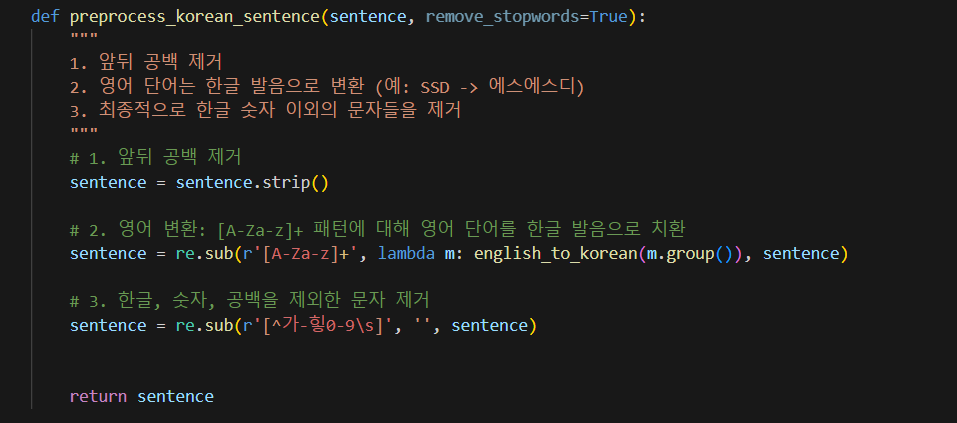 def preprocess_korean_sentence(sentence, remove_stopwords=True):
    """
    1. 앞뒤 공백 제거
    2. 영어 단어는 한글 발음으로 변환 (예: SSD -> 에스에스디)
    3. 최종적으로 한글 숫자 이외의 문자들을 제거
    """
    # 1. 앞뒤 공백 제거
    sentence = sentence.strip()
    # 2. 영어 변환: [A-Za-z]+ 패턴에 대해 영어 단어를 한글 발음으로 치환
    sentence = re.sub(r'[A-Za-z]+', lambda m: english_to_korean(m.group()), sentence)
    # 3. 한글, 숫자, 공백을 제외한 문자 제거
    sentence = re.sub(r'[^가-힣0-9\s]', '', sentence)
    return sentence